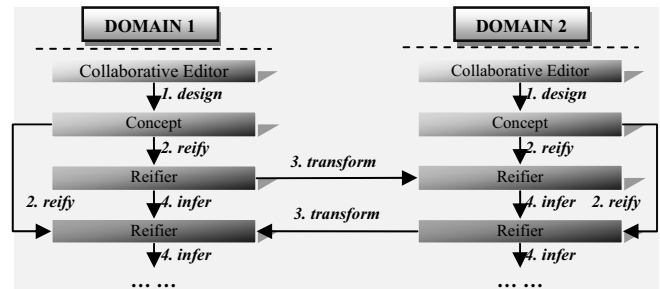 DOMAIN 1
DOMAIN 2
Collaborative Editor
Collaborative Editor
1. design
1. design
Concept
Concept
2. reify
2. reify
3. transform
Reifier
Reifier
2. reify
4. infer
4. infer
2. reify
3. transform
Reifier
Reifier
4. infer
4. infer
... ...
... ...